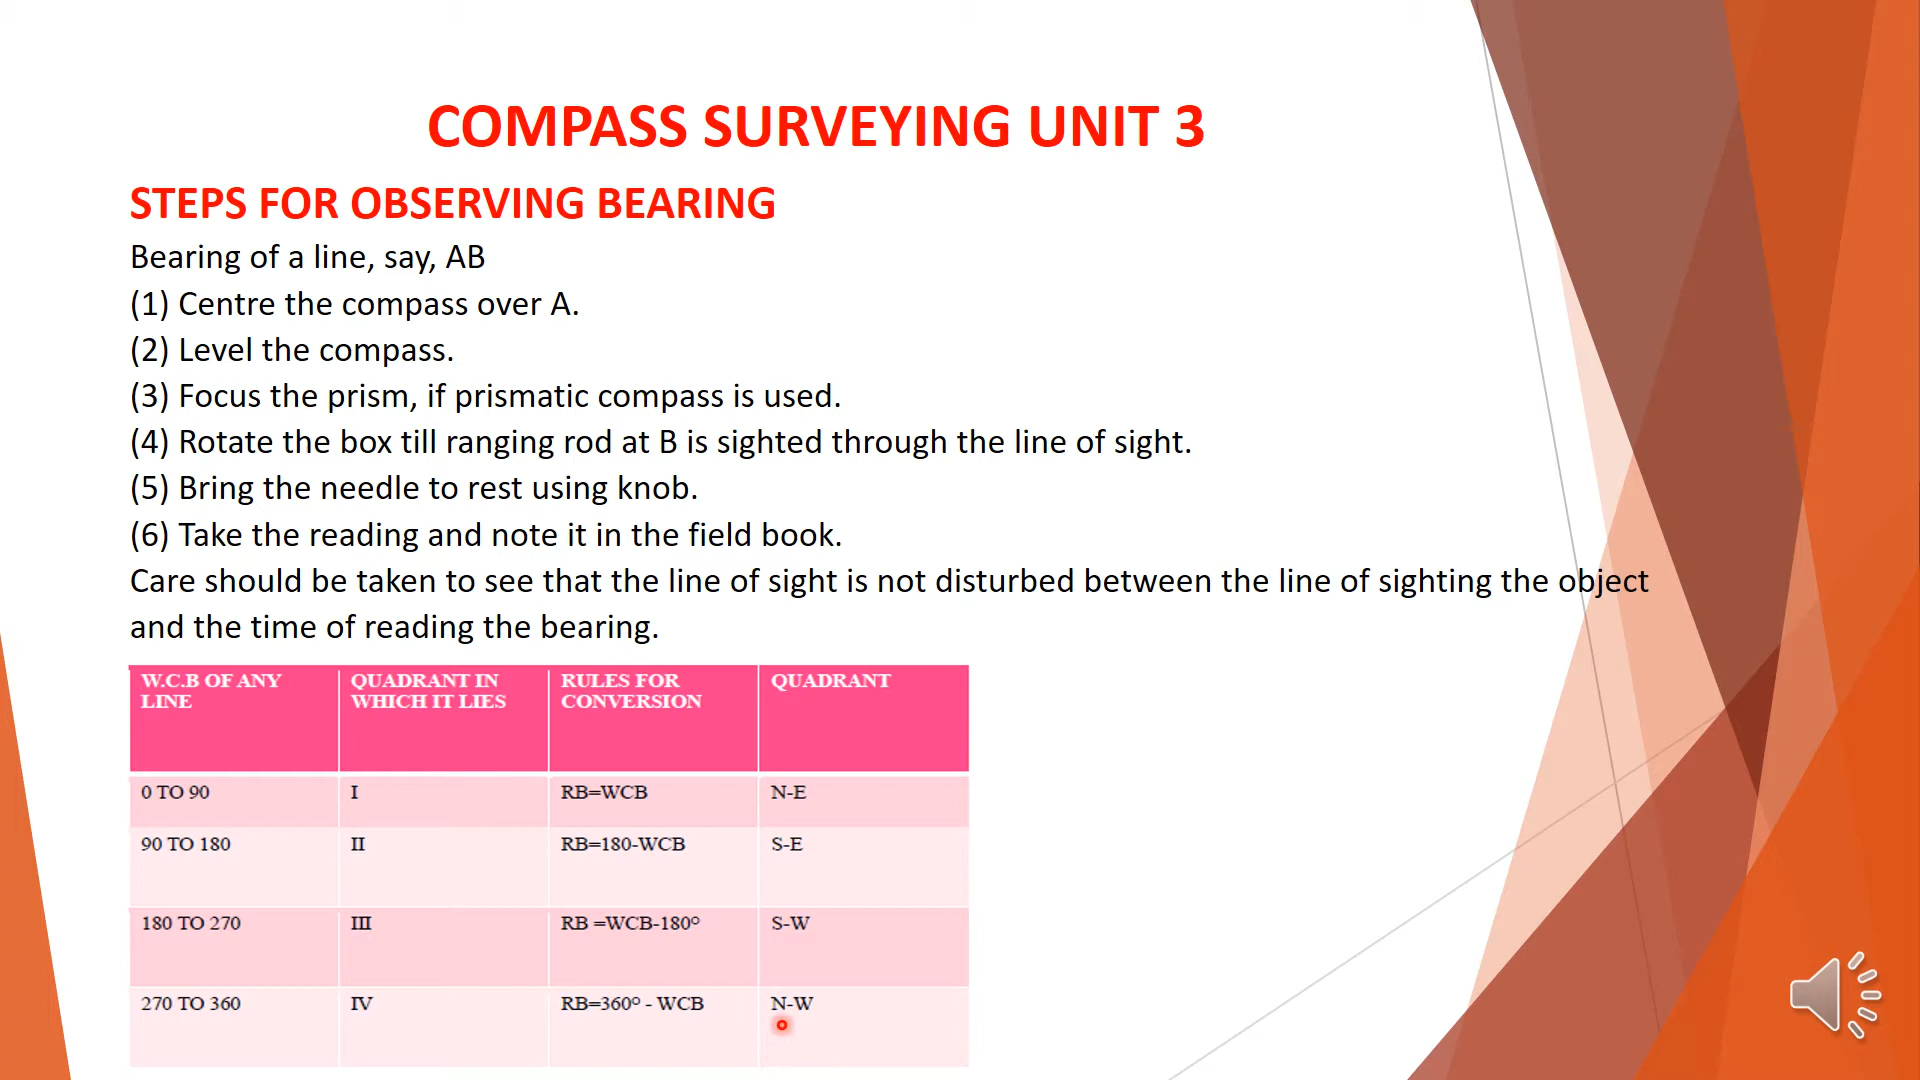 COMPASS SURVEYING UNIT 3
STEPS FOR OBSERVING BEARING
Bearing of a line, say, AB
(1) Centre the compass over A.
(2) Level the compass.
(3) Focus the prism, if prismatic compass is used.
(4) Rotate the box till ranging rod at B is sighted through the line of sight.
(5) Bring the needle to rest using knob.
(6) Take the reading and note it in the field book.
Care should be taken to see that the line of sight is not disturbed between the line of sighting the object
and the time of reading the bearing.
W.C.B OF ANY LINE | QUADRANT IN WHICH IT LIES | RULES FOR CONVERSION | QUADRANT
0 TO 90 | I | RB=WCB | N-E
90 TO 180 | II | RB=180-WCB | S-E
180 TO 270 | III | RB =WCB-180° | S-W
270 TO 360 | IV | RB=360° - WCB | N-W